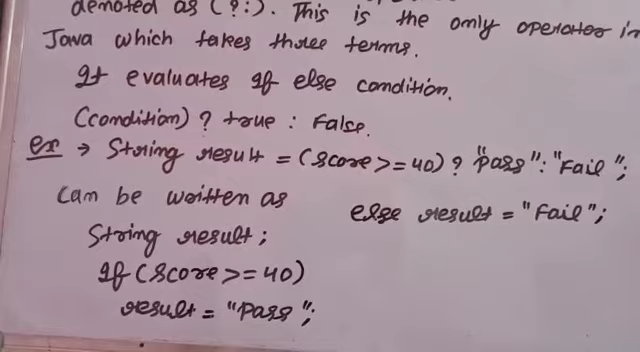 denoted as (?:). This is the only operator in
Java which takes three terms.
It evaluates If else condition.
(condition) ? true : False.
ex → String result = (score >= 40) ? "pass" : "Fail";
Can be written as
String result;
If (score >= 40)
result = "Pass";
else result = "Fail";